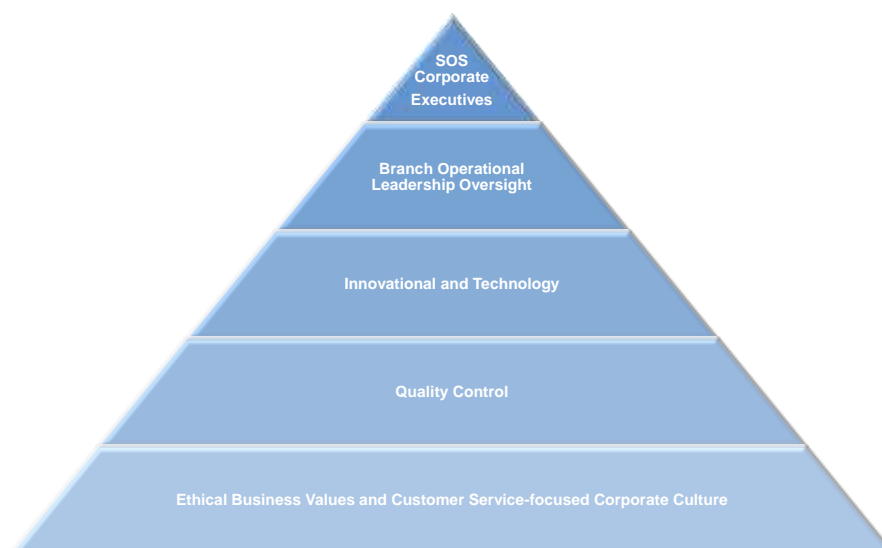 SOS
Corporate
Executives
Branch Operational
Leadership Oversight
Innovational and Technology
Quality Control
Ethical Business Values and Customer Service-focused Corporate Culture